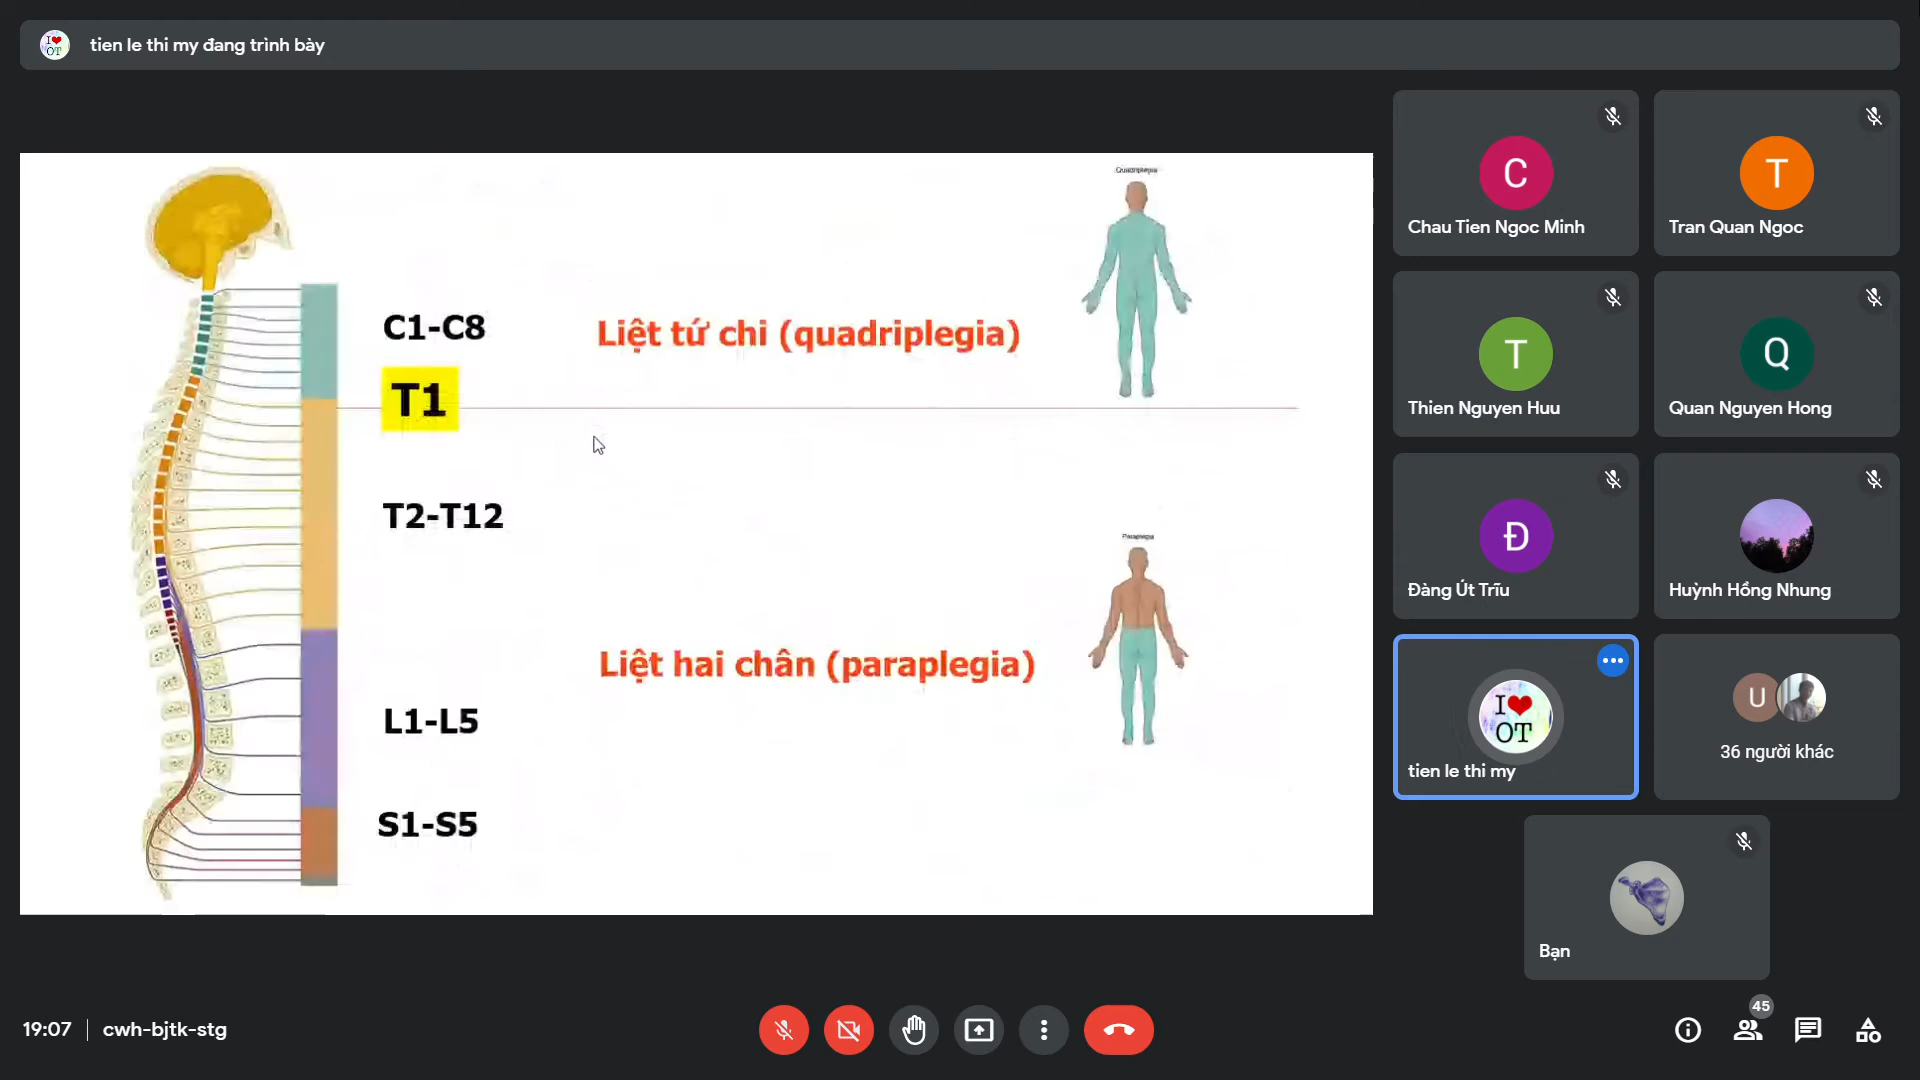 I❤OT
tien le thi my đang trình bày
Quadriplegia
C1-C8
Liệt tứ chi (quadriplegia)
T1
T2-T12
Paraplegia
Liệt hai chân (paraplegia)
L1-L5
S1-S5
C
Chau Tien Ngoc Minh
T
Tran Quan Ngoc
T
Thien Nguyen Huu
Q
Quan Nguyen Hong
Đ
Đàng Út Trĩu
Huỳnh Hồng Nhung
I❤
OT
tien le thi my
U
36 người khác
Bạn
19:07
cwh-bjtk-stg
45